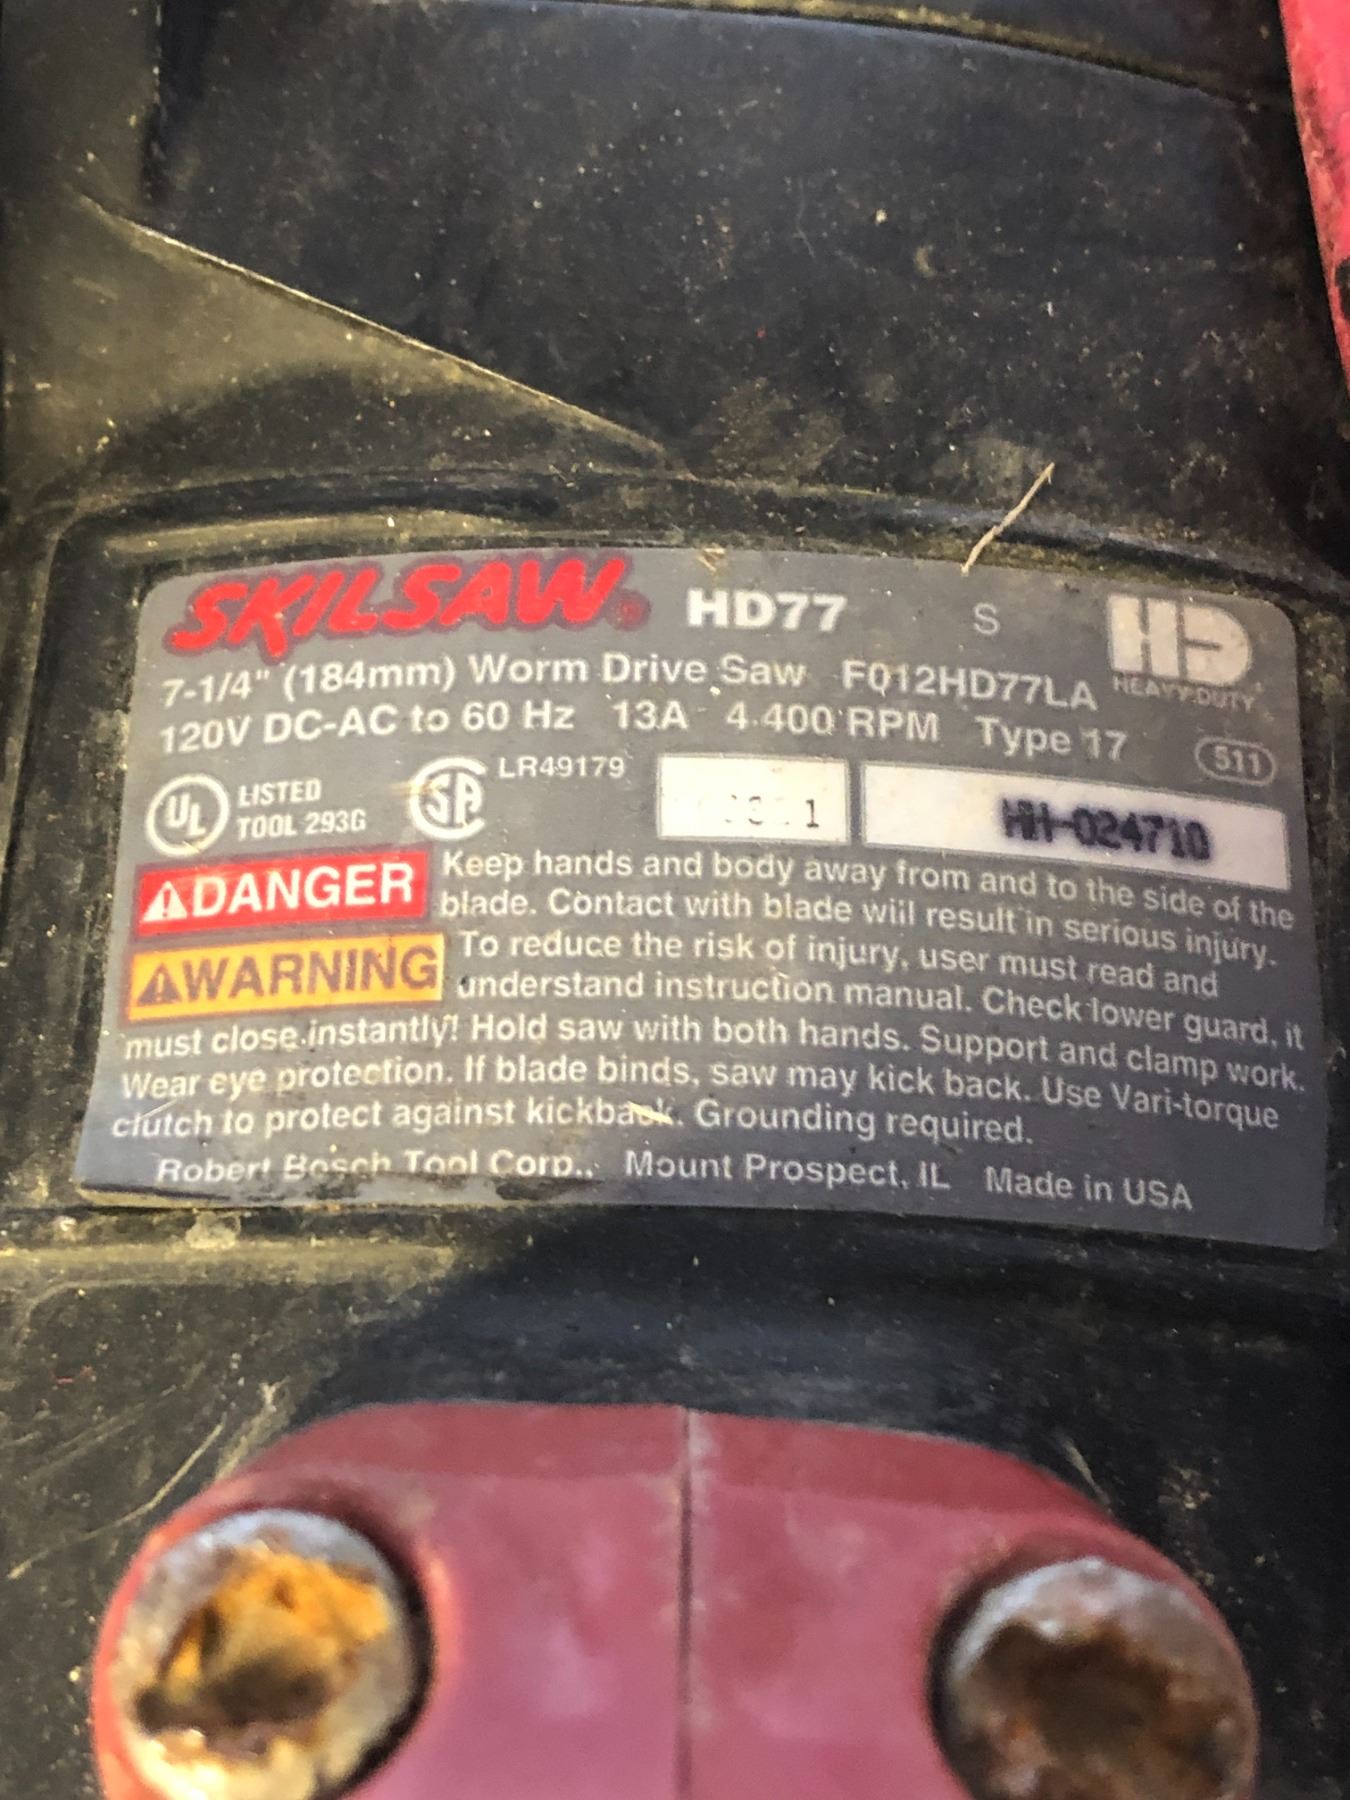 SKILSAW® HD77 S HD
7-1/4" (184mm) Worm Drive Saw F012HD77LA HEAVY-DUTY
120V DC-AC to 60 Hz 13A 4.400 RPM Type 17 511
UL LISTED
TOOL 293G
SA LR49179
1 HH-024710
DANGER Keep hands and body away from and to the side of the
blade. Contact with blade will result in serious injury.
WARNING To reduce the risk of injury, user must read and
understand instruction manual. Check lower guard, it
must close instantly! Hold saw with both hands. Support and clamp work.
Wear eye protection. If blade binds, saw may kick back. Use Vari-torque
clutch to protect against kickback. Grounding required.
Robert Bosch Tool Corp., Mount Prospect, IL Made in USA